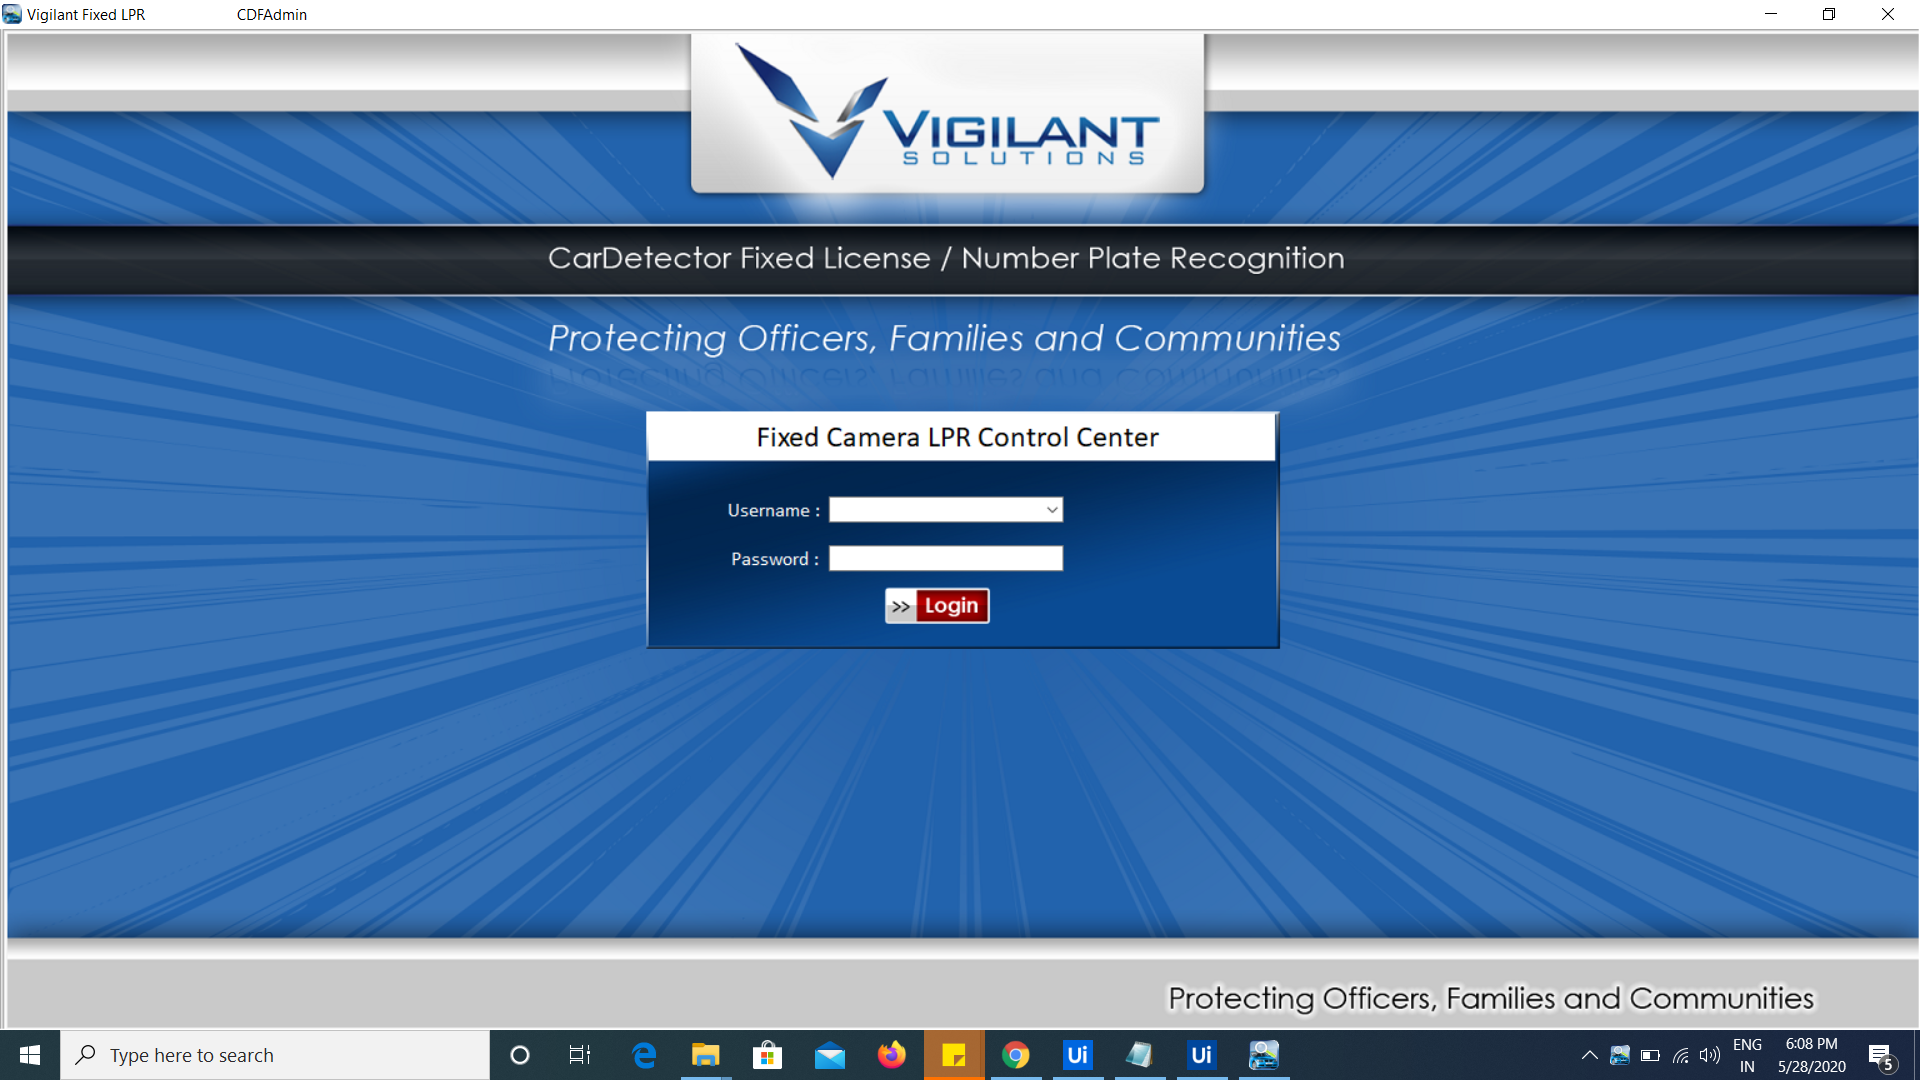 Vigilant Fixed LPR CDFAdmin
VIGILANT
SOLUTIONS
CarDetector Fixed License / Number Plate Recognition
Protecting Officers, Families and Communities
Fixed Camera LPR Control Center
Username :
Password :
>> Login
Protecting Officers, Families and Communities
Type here to search
Ui
Ui
ENG
IN
6:08 PM
5/28/2020
5